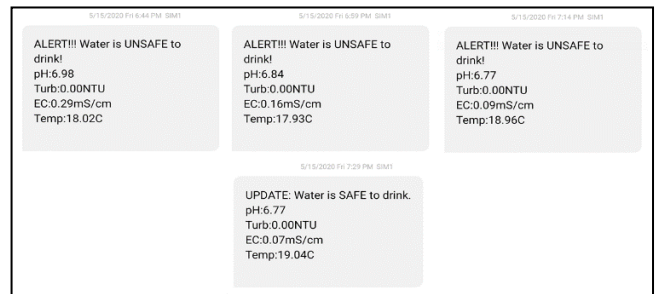 5/15/2020 Fri 6:44 PM SIM1
ALERT!!! Water is UNSAFE to
drink!
pH:6.98
Turb:0.00NTU
EC:0.29mS/cm
Temp:18.02C
5/15/2020 Fri 6:59 PM SIM1
ALERT!!! Water is UNSAFE to
drink!
pH:6.84
Turb:0.00NTU
EC:0.16mS/cm
Temp:17.93C
5/15/2020 Fri 7:14 PM SIM1
ALERT!!! Water is UNSAFE to
drink!
pH:6.77
Turb:0.00NTU
EC:0.09mS/cm
Temp:18.96C
5/15/2020 Fri 7:29 PM SIM1
UPDATE: Water is SAFE to drink.
pH:6.77
Turb:0.00NTU
EC:0.07mS/cm
Temp:19.04C